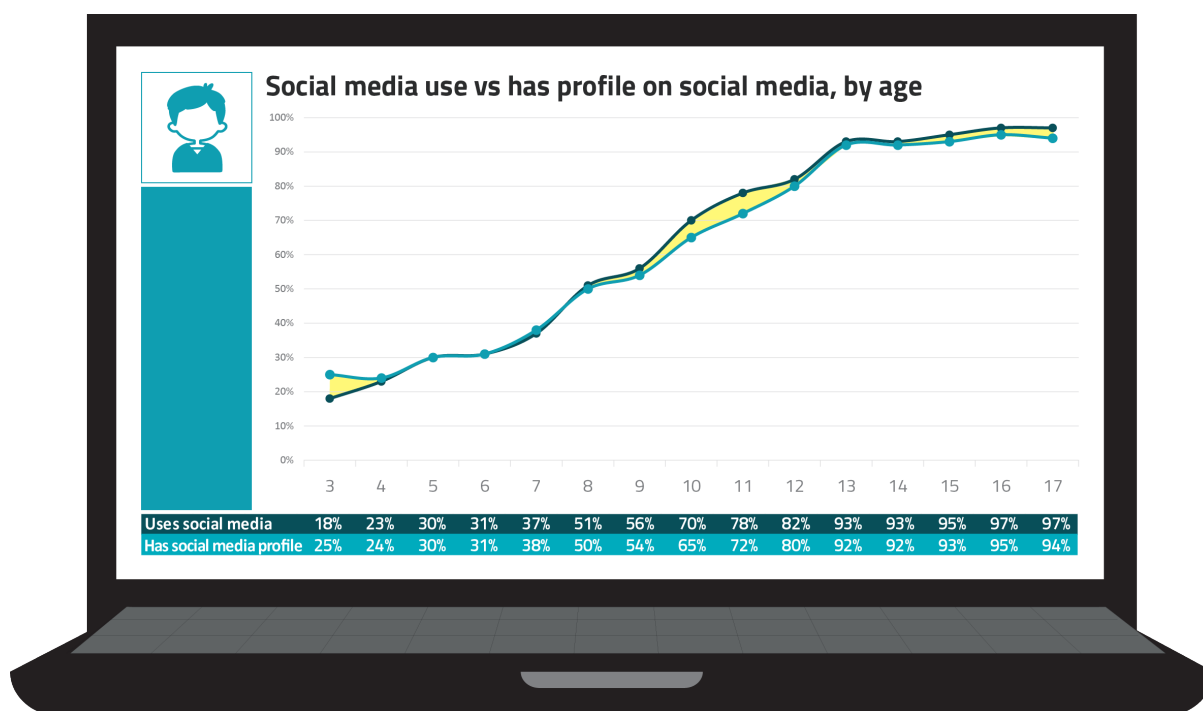 Social media use vs has profile on social media, by age
100%
90%
80%
70%
60%
50%
40%
30%
20%
10%
0%
3 4 5 6 7 8 9 10 11 12 13 14 15 16 17
Uses social media 18% 23% 30% 31% 37% 51% 56% 70% 78% 82% 93% 93% 95% 97% 97%
Has social media profile 25% 24% 30% 31% 38% 50% 54% 65% 72% 80% 92% 92% 93% 95% 94%